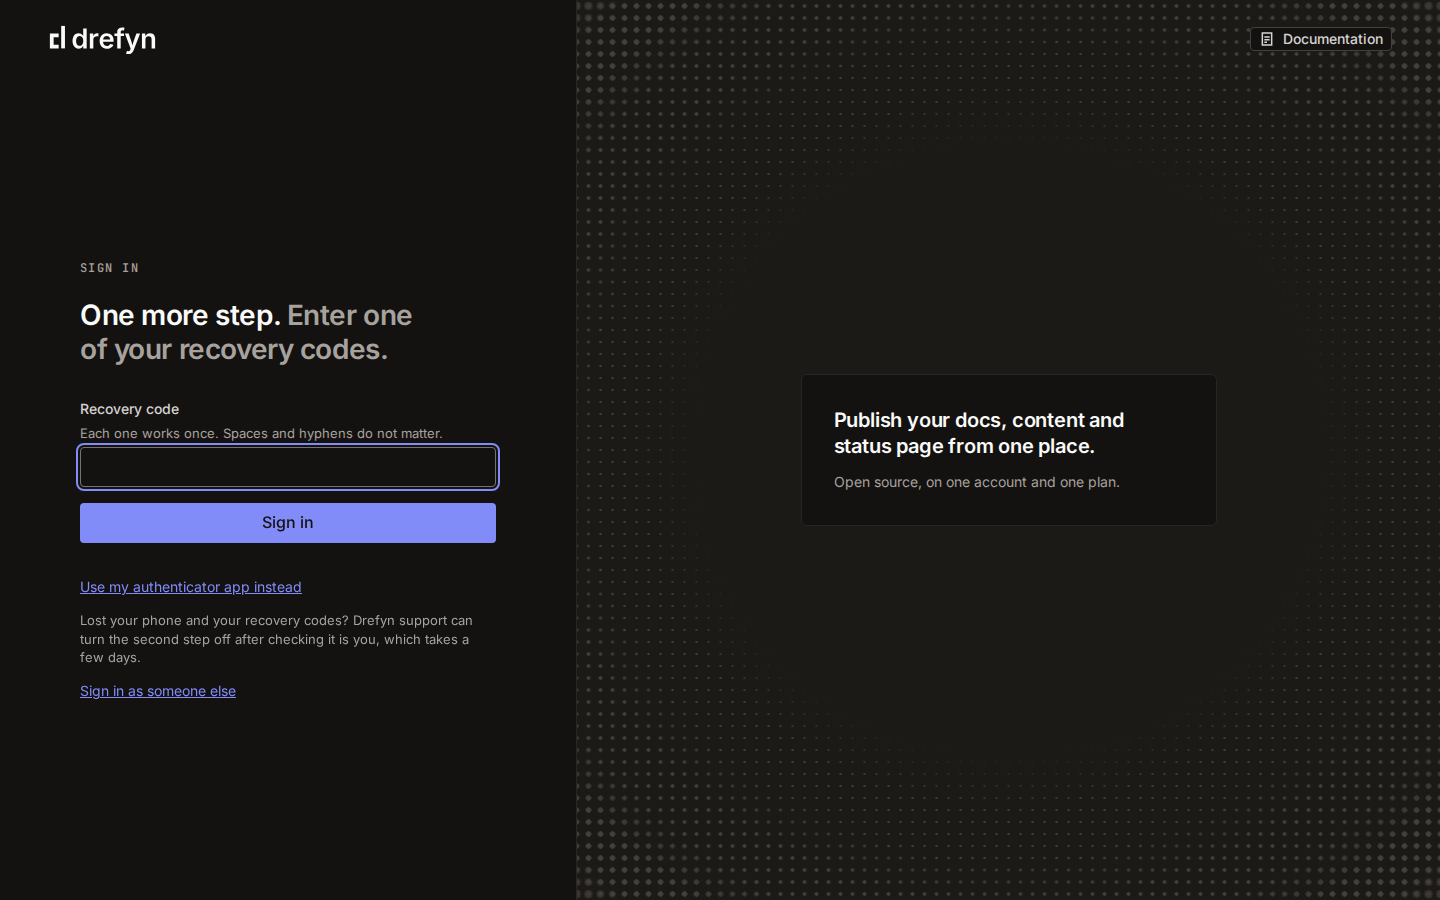 drefyn
Documentation
SIGN IN
One more step. Enter one
of your recovery codes.
Recovery code
Each one works once. Spaces and hyphens do not matter.
Sign in
Use my authenticator app instead
Lost your phone and your recovery codes? Drefyn support can
turn the second step off after checking it is you, which takes a
few days.
Sign in as someone else
Publish your docs, content and
status page from one place.
Open source, on one account and one plan.